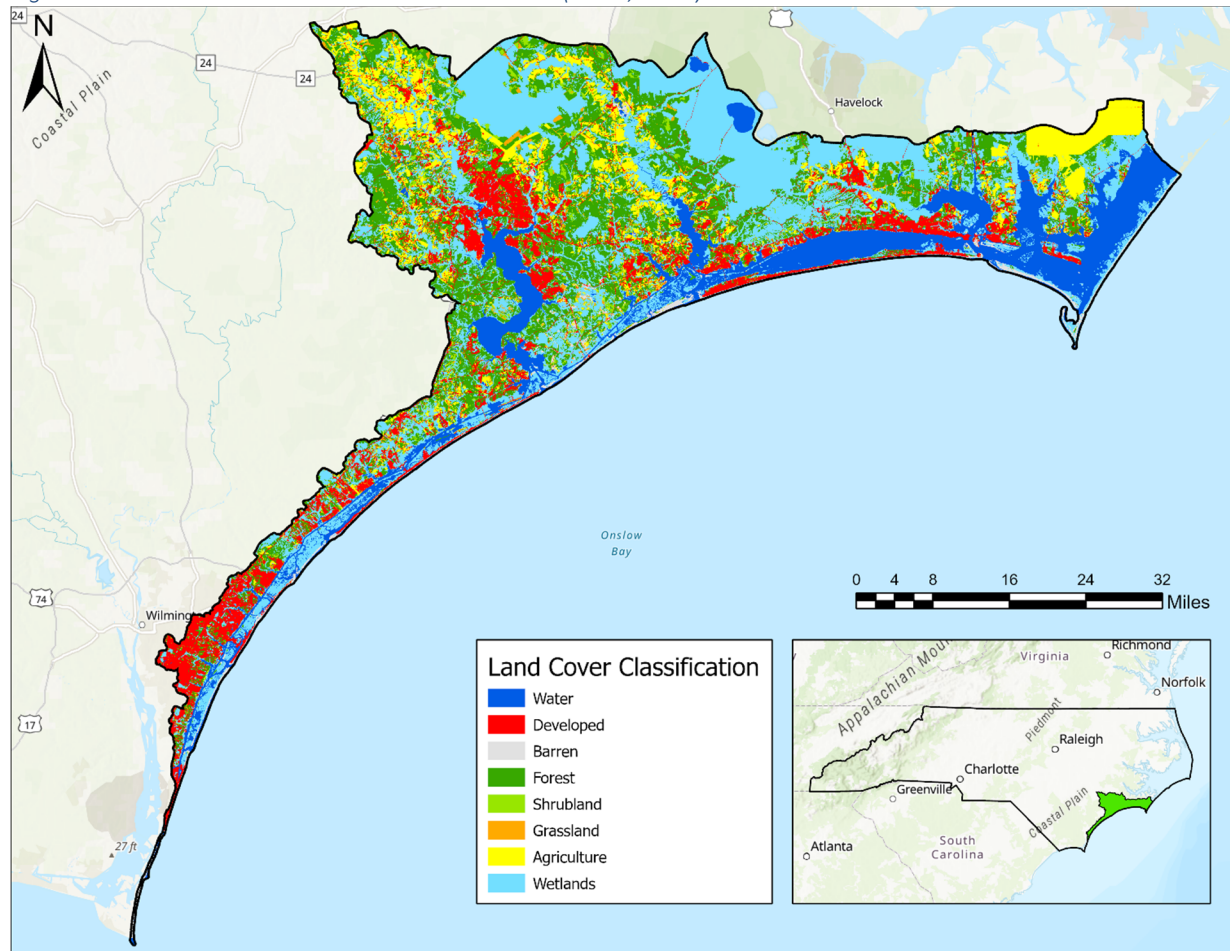 24
N
24
24
Coastal Plain
Havelock
Onslow
Bay
0 4 8 16 24 32
Miles
74
Wilmingt
17
27 ft
Land Cover Classification
Water
Developed
Barren
Forest
Shrubland
Grassland
Agriculture
Wetlands
Richmond
Virginia
Appalachian Moun
Norfolk
Piedmont
Raleigh
Charlotte
Greenville
Coastal Plain
Atlanta
South
Carolina